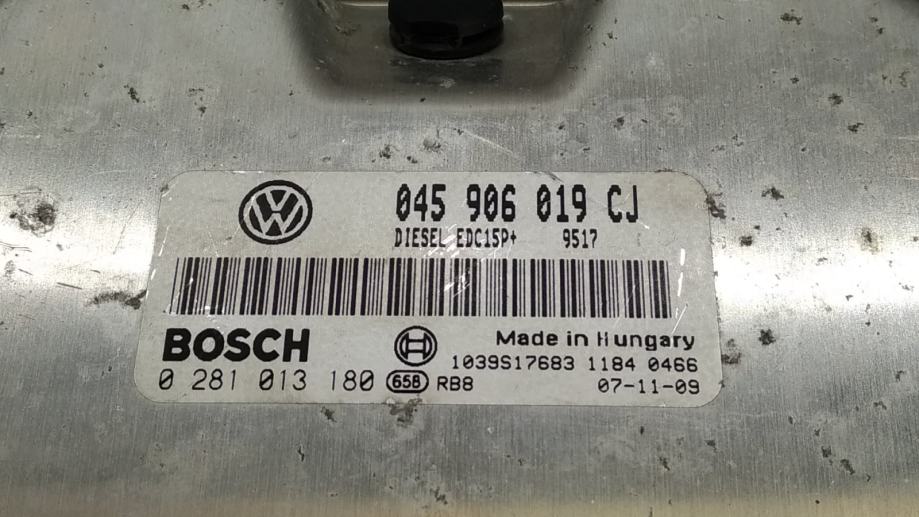 045 906 019 CJ
DIESEL EDC15P+ 9517
BOSCH
Made in Hungary
1039S17683 1184 0466
0 281 013 180 658 RB8 07-11-09